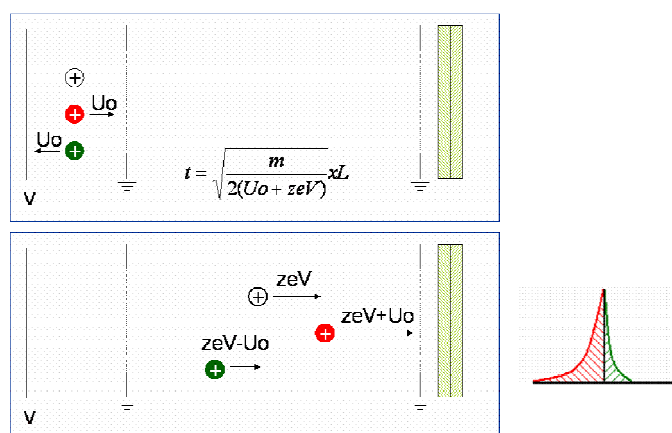 Uo
Uo
t = √(m / 2(Uo + zeV)) xL
V
zeV
zeV+Uo
zeV-Uo
V